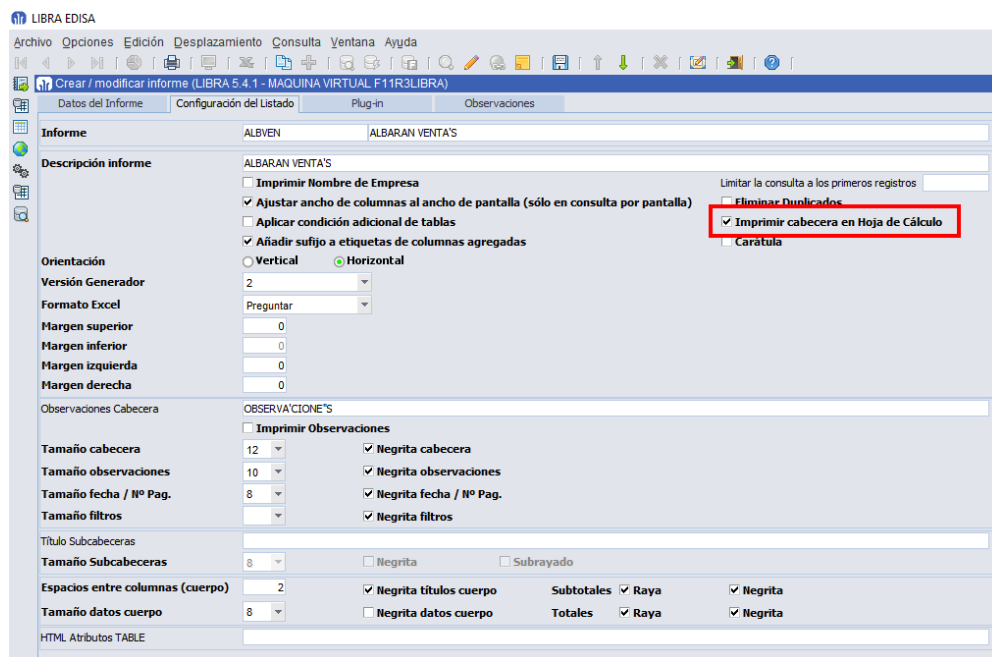 LIBRA EDISA
Archivo Opciones Edición Desplazamiento Consulta Ventana Ayuda
Crear / modificar informe (LIBRA 5.4.1 - MAQUINA VIRTUAL F11R3LIBRA)
Datos del Informe Configuración del Listado Plug-in Observaciones
Informe ALBVEN ALBARAN VENTA'S
Descripción informe ALBARAN VENTA'S
Imprimir Nombre de Empresa Limitar la consulta a los primeros registros
Ajustar ancho de columnas al ancho de pantalla (sólo en consulta por pantalla) Eliminar Duplicados
Aplicar condición adicional de tablas Imprimir cabecera en Hoja de Cálculo
Añadir sufijo a etiquetas de columnas agregadas Carátula
Orientación Vertical Horizontal
Versión Generador 2
Formato Excel Preguntar
Margen superior 0
Margen inferior 0
Margen izquierda 0
Margen derecha 0
Observaciones Cabecera OBSERVA'CIONE"S
Imprimir Observaciones
Tamaño cabecera 12 Negrita cabecera
Tamaño observaciones 10 Negrita observaciones
Tamaño fecha / Nº Pag. 8 Negrita fecha / Nº Pag.
Tamaño filtros Negrita filtros
Título Subcabeceras
Tamaño Subcabeceras 8 Negrita Subrayado
Espacios entre columnas (cuerpo) 2 Negrita títulos cuerpo Subtotales Raya Negrita
Tamaño datos cuerpo 8 Negrita datos cuerpo Totales Raya Negrita
HTML Atributos TABLE